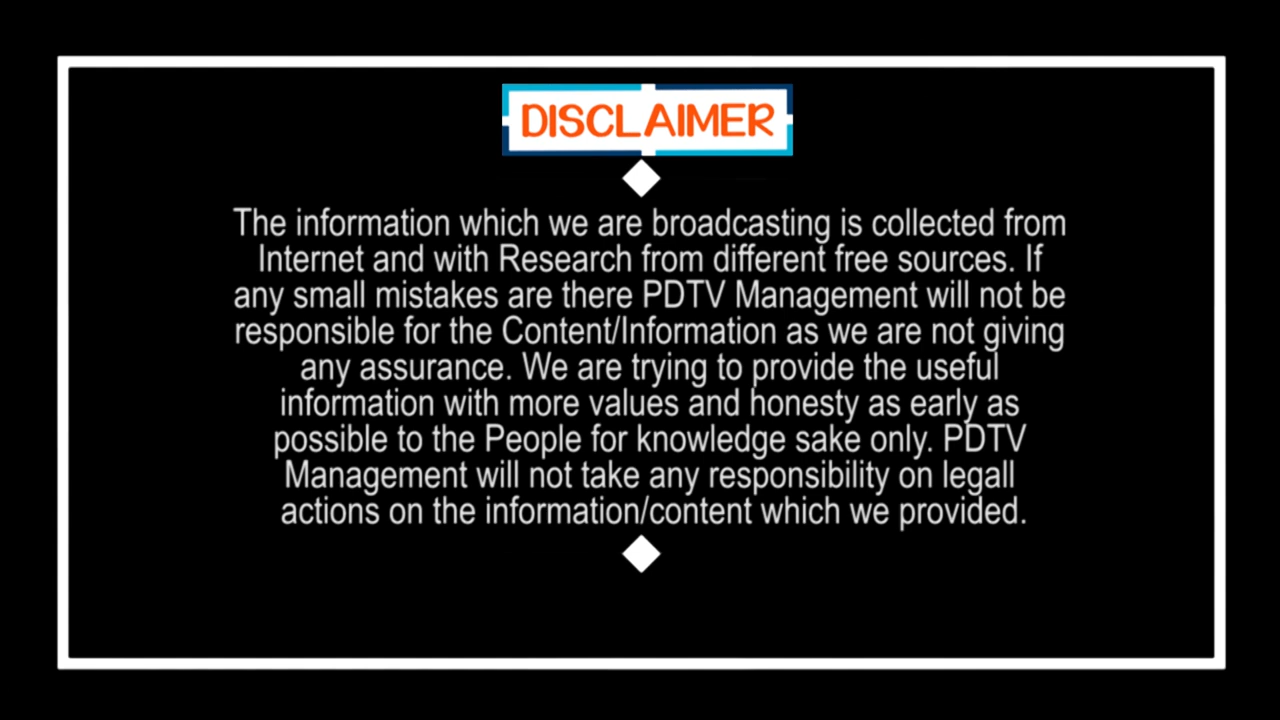 DISCLAIMER
The information which we are broadcasting is collected from
Internet and with Research from different free sources. If
any small mistakes are there PDTV Management will not be
responsible for the Content/Information as we are not giving
any assurance. We are trying to provide the useful
information with more values and honesty as early as
possible to the People for knowledge sake only. PDTV
Management will not take any responsibility on legall
actions on the information/content which we provided.